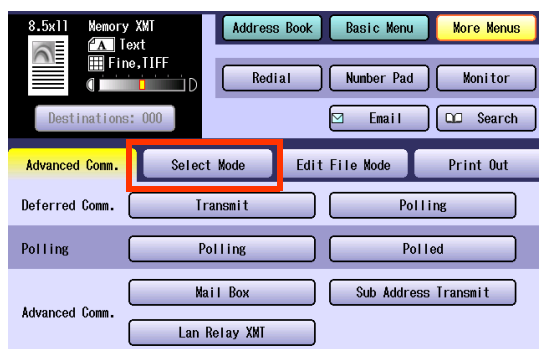 8.5x11 Memory XMT
A Text
Fine,TIFF
D
Destinations: 000
Address Book Basic Menu More Menus
Redial Number Pad Monitor
Email Search
Advanced Comm. Select Mode Edit File Mode Print Out
Deferred Comm. Transmit Polling
Polling Polling Polled
Advanced Comm. Mail Box Sub Address Transmit
Lan Relay XMT